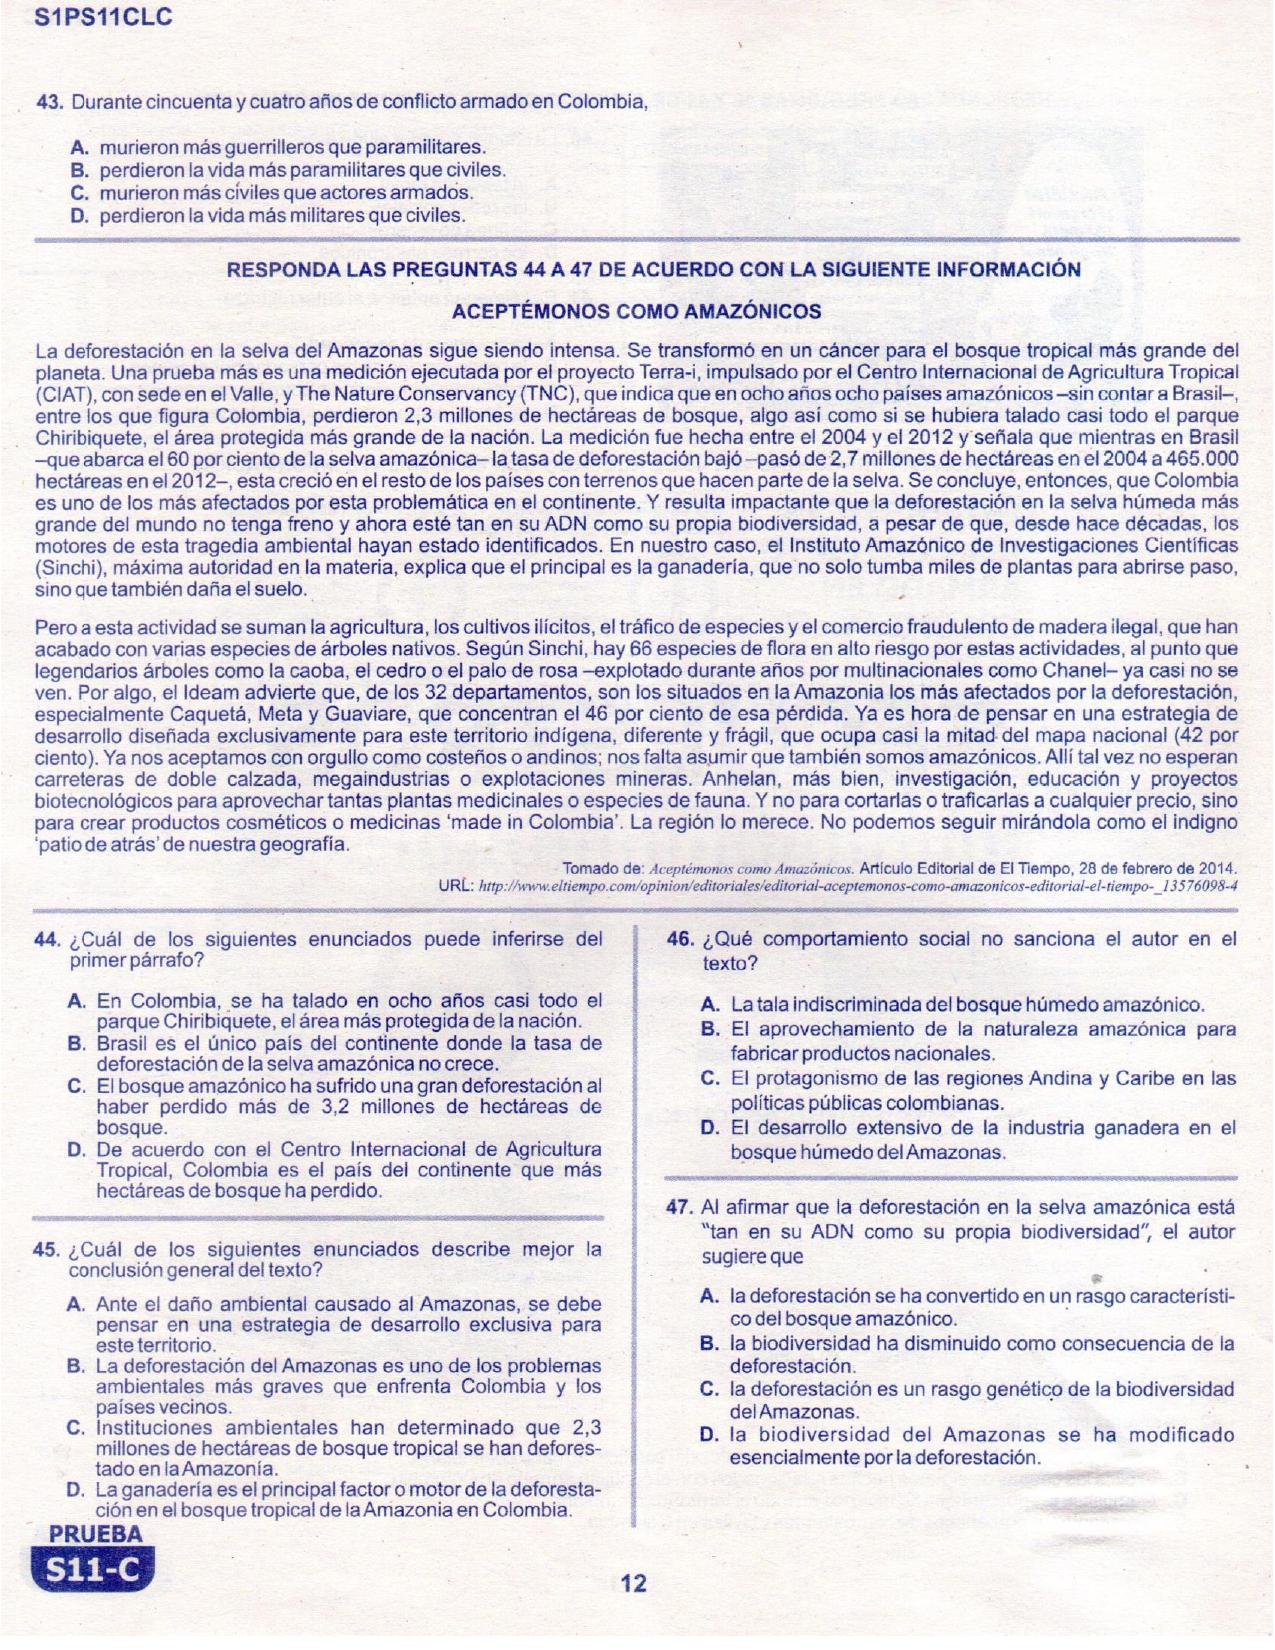 S1PS11CLC
43. Durante cincuenta y cuatro años de conflicto armado en Colombia,
A. murieron más guerrilleros que paramilitares.
B. perdieron la vida más paramilitares que civiles.
C. murieron más civiles que actores armados.
D. perdieron la vida más militares que civiles.
RESPONDA LAS PREGUNTAS 44 A 47 DE ACUERDO CON LA SIGUIENTE INFORMACIÓN
ACEPTÉMONOS COMO AMAZÓNICOS
La deforestación en la selva del Amazonas sigue siendo intensa. Se transformó en un cáncer para el bosque tropical más grande del
planeta. Una prueba más es una medición ejecutada por el proyecto Terra-i, impulsado por el Centro Internacional de Agricultura Tropical
(CIAT), con sede en el Valle, y The Nature Conservancy (TNC), que indica que en ocho años ocho países amazónicos –sin contar a Brasil–,
entre los que figura Colombia, perdieron 2,3 millones de hectáreas de bosque, algo así como si se hubiera talado casi todo el parque
Chiribiquete, el área protegida más grande de la nación. La medición fue hecha entre el 2004 y el 2012 y señala que mientras en Brasil
–que abarca el 60 por ciento de la selva amazónica– la tasa de deforestación bajó –pasó de 2,7 millones de hectáreas en el 2004 a 465.000
hectáreas en el 2012–, esta creció en el resto de los países con terrenos que hacen parte de la selva. Se concluye, entonces, que Colombia
es uno de los más afectados por esta problemática en el continente. Y resulta impactante que la deforestación en la selva húmeda más
grande del mundo no tenga freno y ahora esté tan en su ADN como su propia biodiversidad, a pesar de que, desde hace décadas, los
motores de esta tragedia ambiental hayan estado identificados. En nuestro caso, el Instituto Amazónico de Investigaciones Científicas
(Sinchi), máxima autoridad en la materia, explica que el principal es la ganadería, que no solo tumba miles de plantas para abrirse paso,
sino que también daña el suelo.
Pero a esta actividad se suman la agricultura, los cultivos ilícitos, el tráfico de especies y el comercio fraudulento de madera ilegal, que han
acabado con varias especies de árboles nativos. Según Sinchi, hay 66 especies de flora en alto riesgo por estas actividades, al punto que
legendarios árboles como la caoba, el cedro o el palo de rosa –explotado durante años por multinacionales como Chanel– ya casi no se
ven. Por algo, el Ideam advierte que, de los 32 departamentos, son los situados en la Amazonia los más afectados por la deforestación,
especialmente Caquetá, Meta y Guaviare, que concentran el 46 por ciento de esa pérdida. Ya es hora de pensar en una estrategia de
desarrollo diseñada exclusivamente para este territorio indígena, diferente y frágil, que ocupa casi la mitad del mapa nacional (42 por
ciento). Ya nos aceptamos con orgullo como costeños o andinos; nos falta asumir que también somos amazónicos. Allí tal vez no esperan
carreteras de doble calzada, megaindustrias o explotaciones mineras. Anhelan, más bien, investigación, educación y proyectos
biotecnológicos para aprovechar tantas plantas medicinales o especies de fauna. Y no para cortarlas o traficarlas a cualquier precio, sino
para crear productos cosméticos o medicinas 'made in Colombia'. La región lo merece. No podemos seguir mirándola como el indigno
'patio de atrás' de nuestra geografía.
Tomado de: Aceptémonos como Amazónicos. Artículo Editorial de El Tiempo, 28 de febrero de 2014.
URL: http://www.eltiempo.com/opinion/editoriales/editorial-aceptemonos-como-amazonicos-editorial-el-tiempo-_13576098-4
44. ¿Cuál de los siguientes enunciados puede inferirse del
primer párrafo?
A. En Colombia, se ha talado en ocho años casi todo el
parque Chiribiquete, el área más protegida de la nación.
B. Brasil es el único país del continente donde la tasa de
deforestación de la selva amazónica no crece.
C. El bosque amazónico ha sufrido una gran deforestación al
haber perdido más de 3,2 millones de hectáreas de
bosque.
D. De acuerdo con el Centro Internacional de Agricultura
Tropical, Colombia es el país del continente que más
hectáreas de bosque ha perdido.
45. ¿Cuál de los siguientes enunciados describe mejor la
conclusión general del texto?
A. Ante el daño ambiental causado al Amazonas, se debe
pensar en una estrategia de desarrollo exclusiva para
este territorio.
B. La deforestación del Amazonas es uno de los problemas
ambientales más graves que enfrenta Colombia y los
países vecinos.
C. Instituciones ambientales han determinado que 2,3
millones de hectáreas de bosque tropical se han defores-
tado en la Amazonía.
D. La ganadería es el principal factor o motor de la deforesta-
ción en el bosque tropical de la Amazonia en Colombia.
46. ¿Qué comportamiento social no sanciona el autor en el
texto?
A. La tala indiscriminada del bosque húmedo amazónico.
B. El aprovechamiento de la naturaleza amazónica para
fabricar productos nacionales.
C. El protagonismo de las regiones Andina y Caribe en las
políticas públicas colombianas.
D. El desarrollo extensivo de la industria ganadera en el
bosque húmedo del Amazonas.
47. Al afirmar que la deforestación en la selva amazónica está
"tan en su ADN como su propia biodiversidad", el autor
sugiere que
A. la deforestación se ha convertido en un rasgo característi-
co del bosque amazónico.
B. la biodiversidad ha disminuido como consecuencia de la
deforestación.
C. la deforestación es un rasgo genético de la biodiversidad
del Amazonas.
D. la biodiversidad del Amazonas se ha modificado
esencialmente por la deforestación.
PRUEBA
S11-C
12